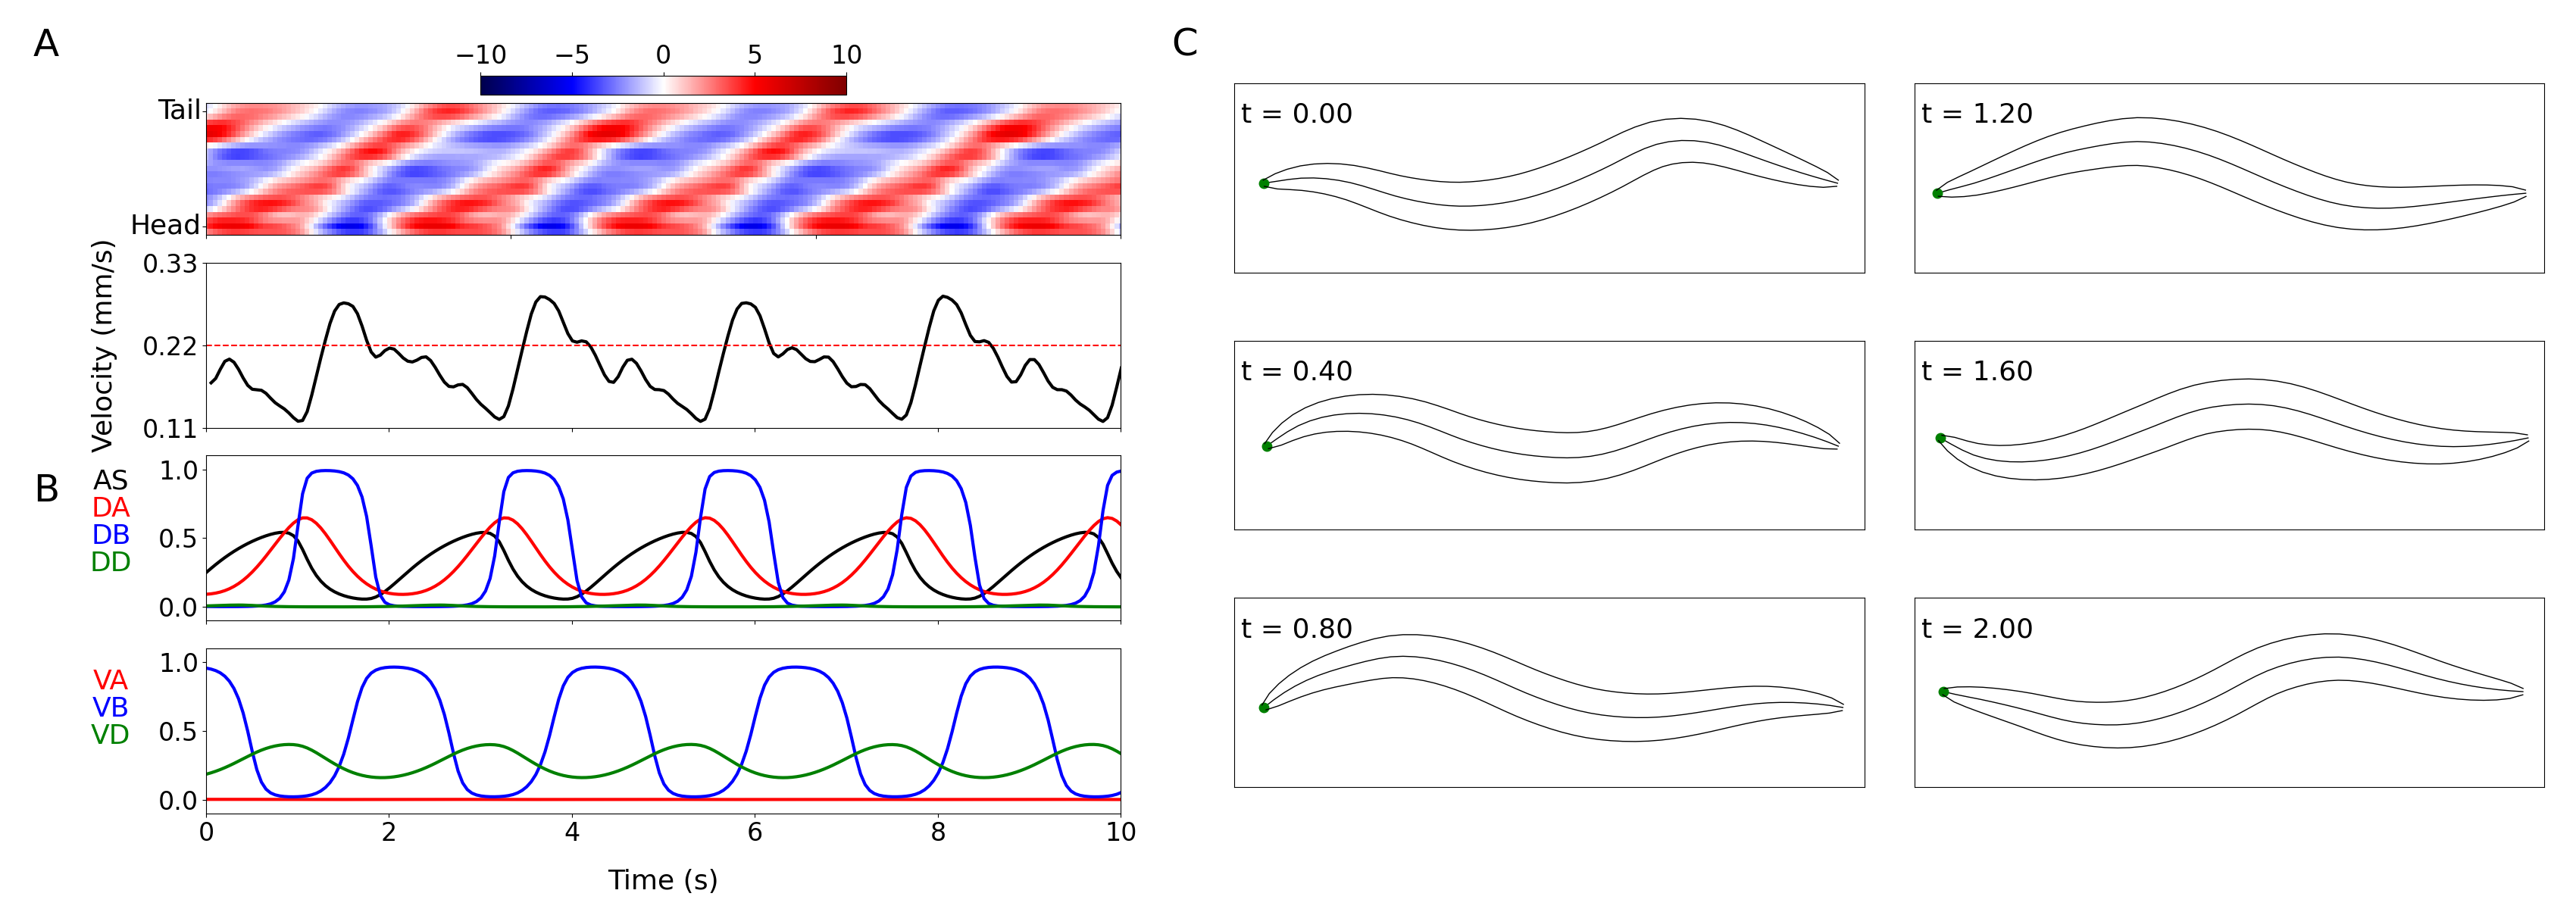 A
−10 −5 0 5 10
Tail
Head
Velocity (mm/s)
0.33
0.22
0.11
B
AS
DA
DB
DD
1.0
0.5
0.0
VA
VB
VD
1.0
0.5
0.0
0 2 4 6 8 10
Time (s)
C
t = 0.00
t = 1.20
t = 0.40
t = 1.60
t = 0.80
t = 2.00